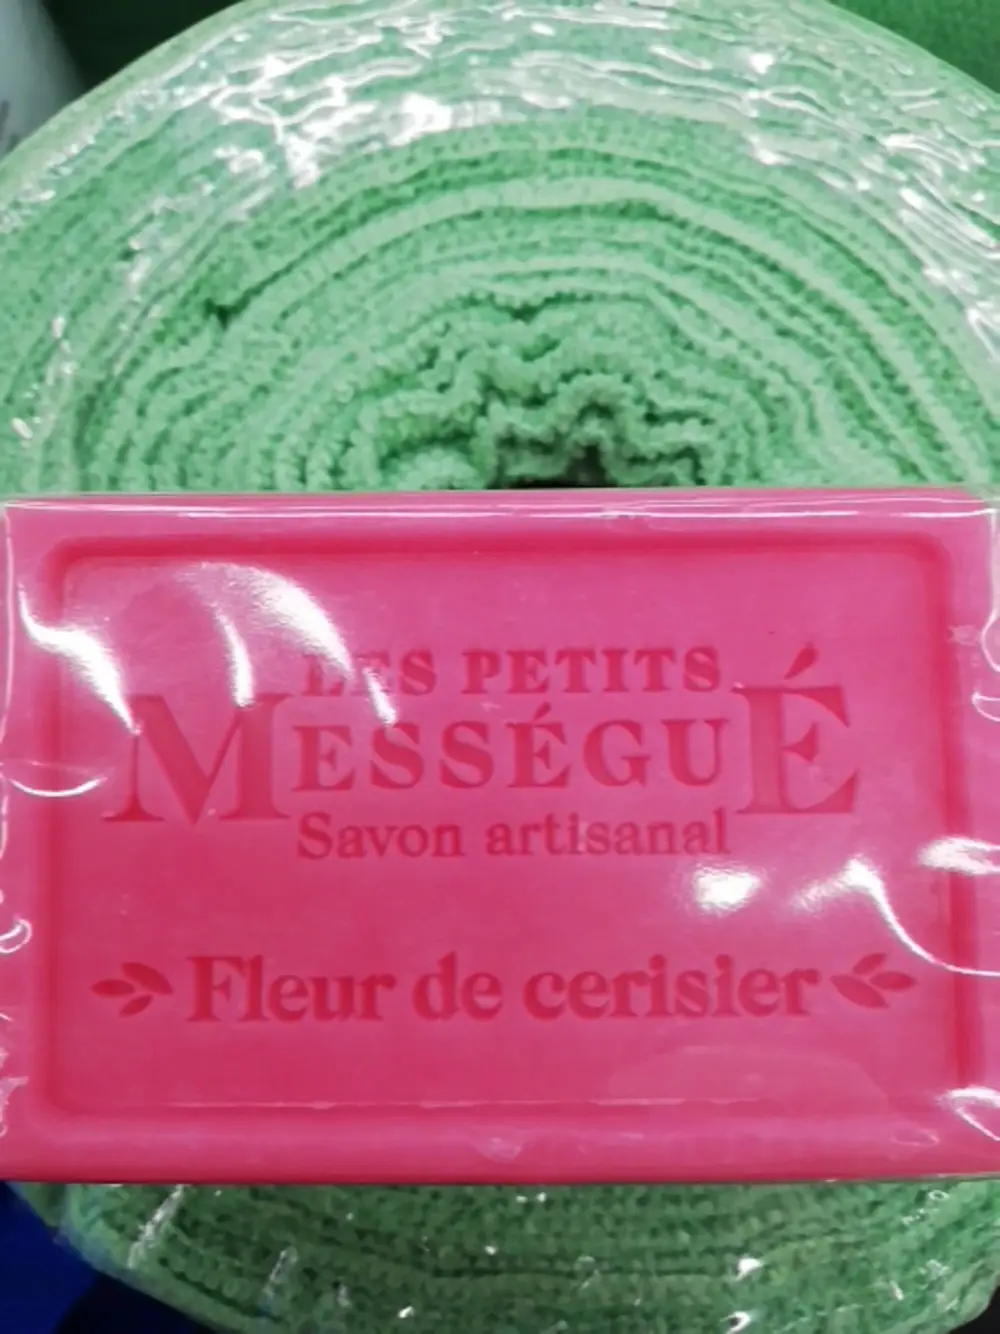 LES PETITS
MESSÉGUÉ
Savon artisanal
Fleur de cerisier